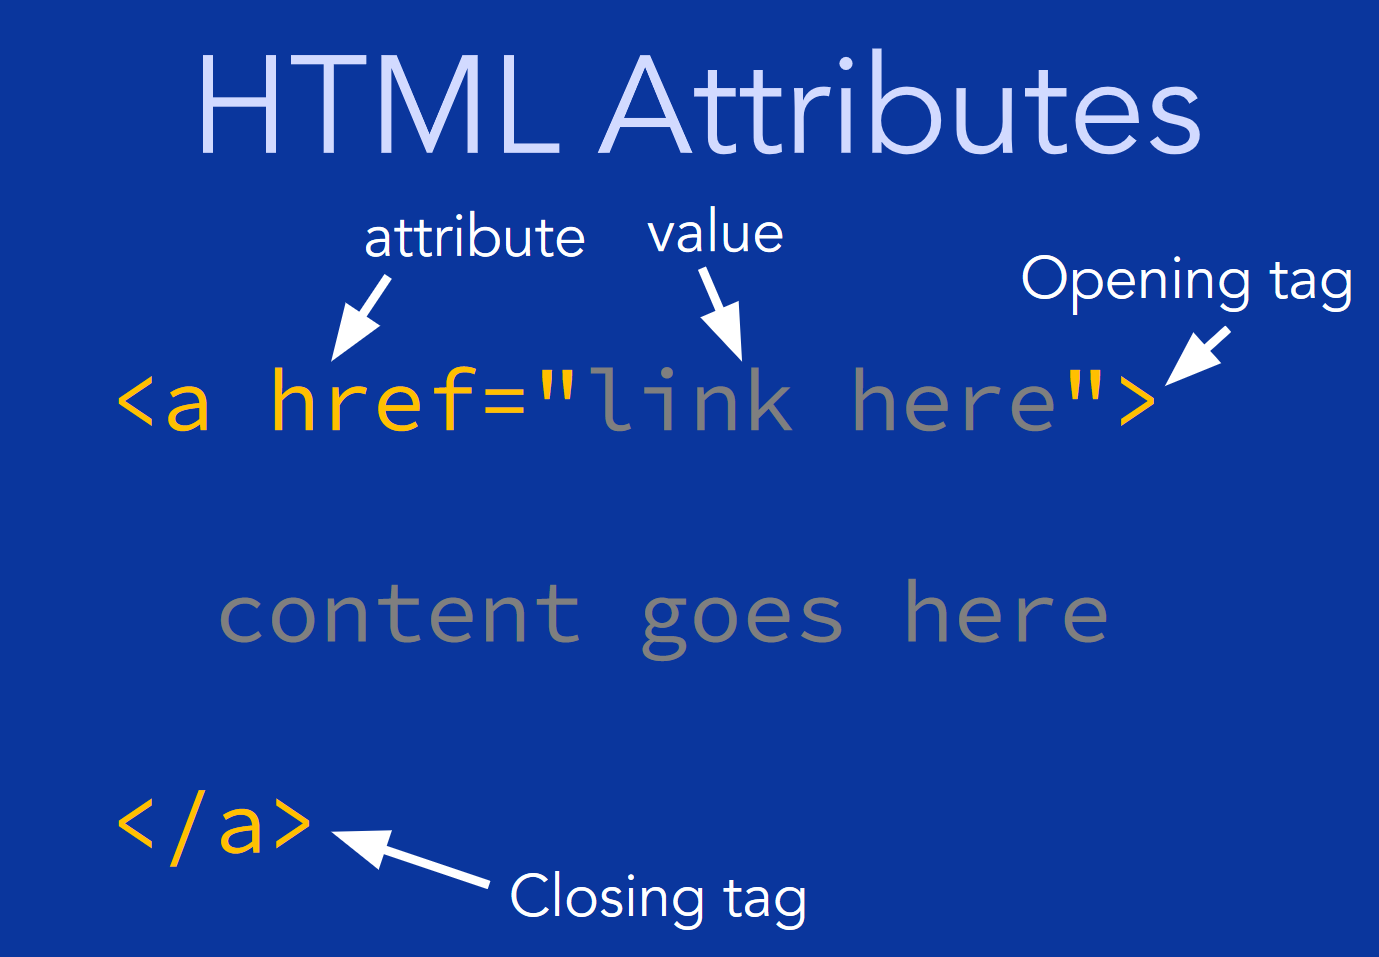 HTML Attributes
attribute
value
Opening tag
<a href="link here">
content goes here
</a>
Closing tag